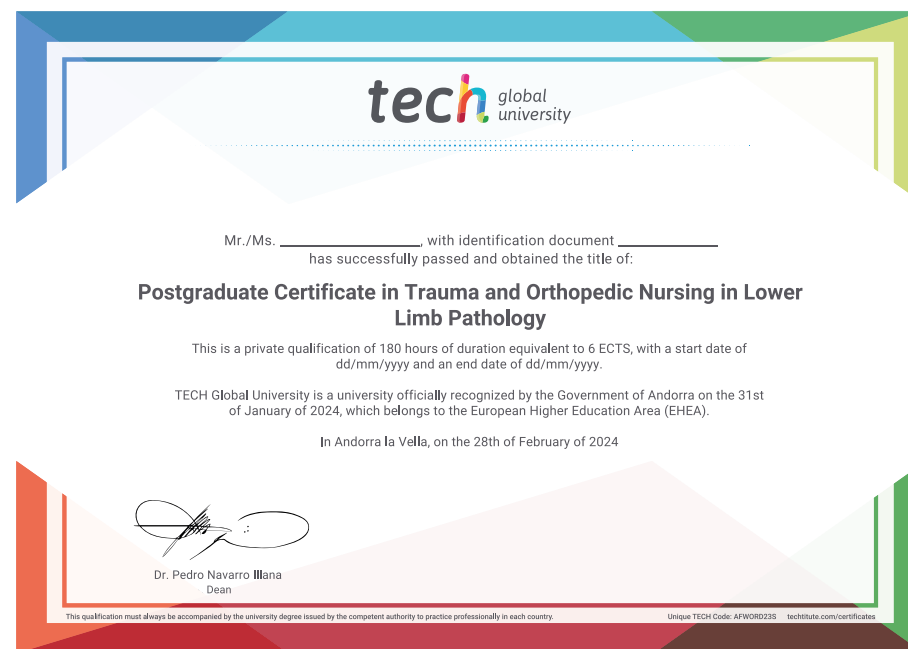 tech global university
Mr./Ms. ____________, with identification document ____________
has successfully passed and obtained the title of:
Postgraduate Certificate in Trauma and Orthopedic Nursing in Lower
Limb Pathology
This is a private qualification of 180 hours of duration equivalent to 6 ECTS, with a start date of
dd/mm/yyyy and an end date of dd/mm/yyyy.
TECH Global University is a university officially recognized by the Government of Andorra on the 31st
of January of 2024, which belongs to the European Higher Education Area (EHEA).
In Andorra la Vella, on the 28th of February of 2024
Dr. Pedro Navarro Illana
Dean
This qualification must always be accompanied by the university degree issued by the competent authority to practice professionally in each country.
Unique TECH Code: AFWORD23S techtitute.com/certificates